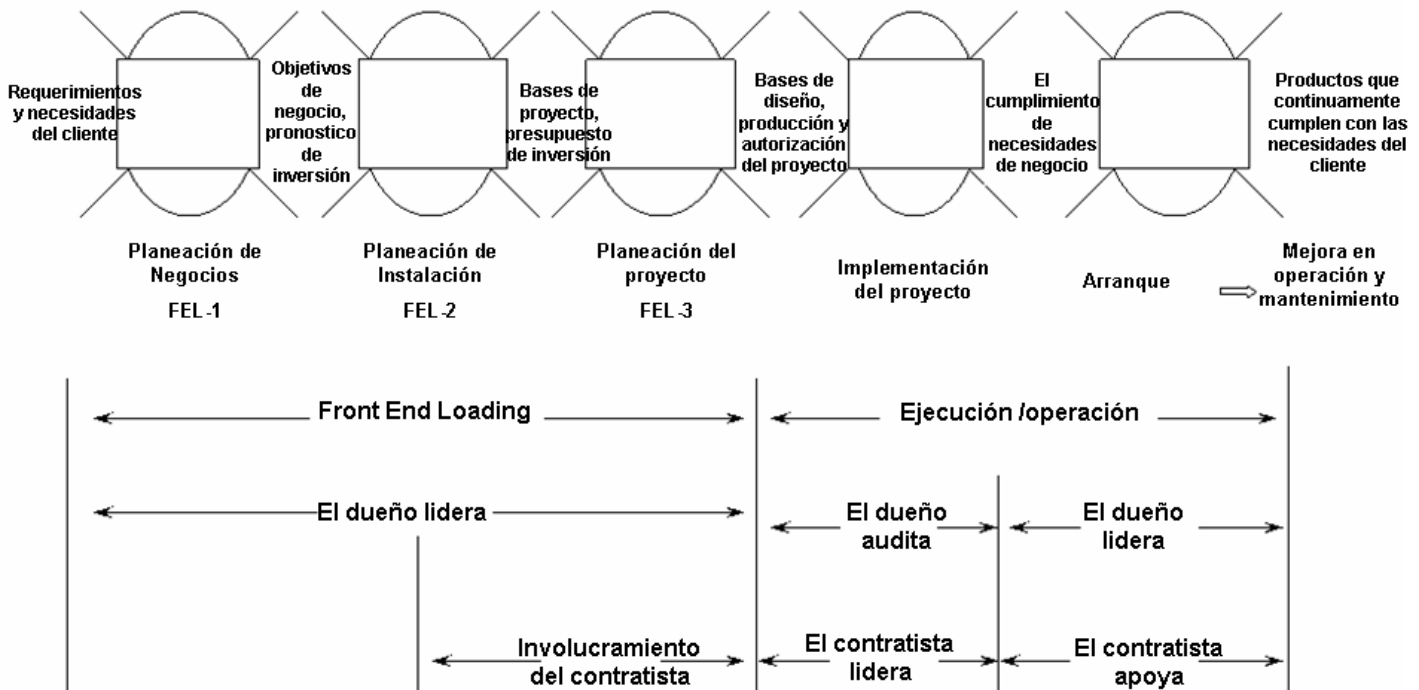 Requerimientos
y necesidades
del cliente
Objetivos
de
negocio,
pronostico
de
inversión
Bases de
proyecto,
presupuesto
de inversión
Bases de
diseño,
producción y
autorización
del proyecto
El
cumplimiento
de
necesidades
de negocio
Productos que
continuamente
cumplen con las
necesidades del
cliente
Planeación de
Negocios
FEL-1
Planeación de
Instalación
FEL-2
Planeación del
proyecto
FEL-3
Implementación
del proyecto
Arranque
Mejora en
operación y
mantenimiento
Front End Loading
Ejecución /operación
El dueño lidera
El dueño
audita
El dueño
lidera
Involucramiento
del contratista
El contratista
lidera
El contratista
apoya